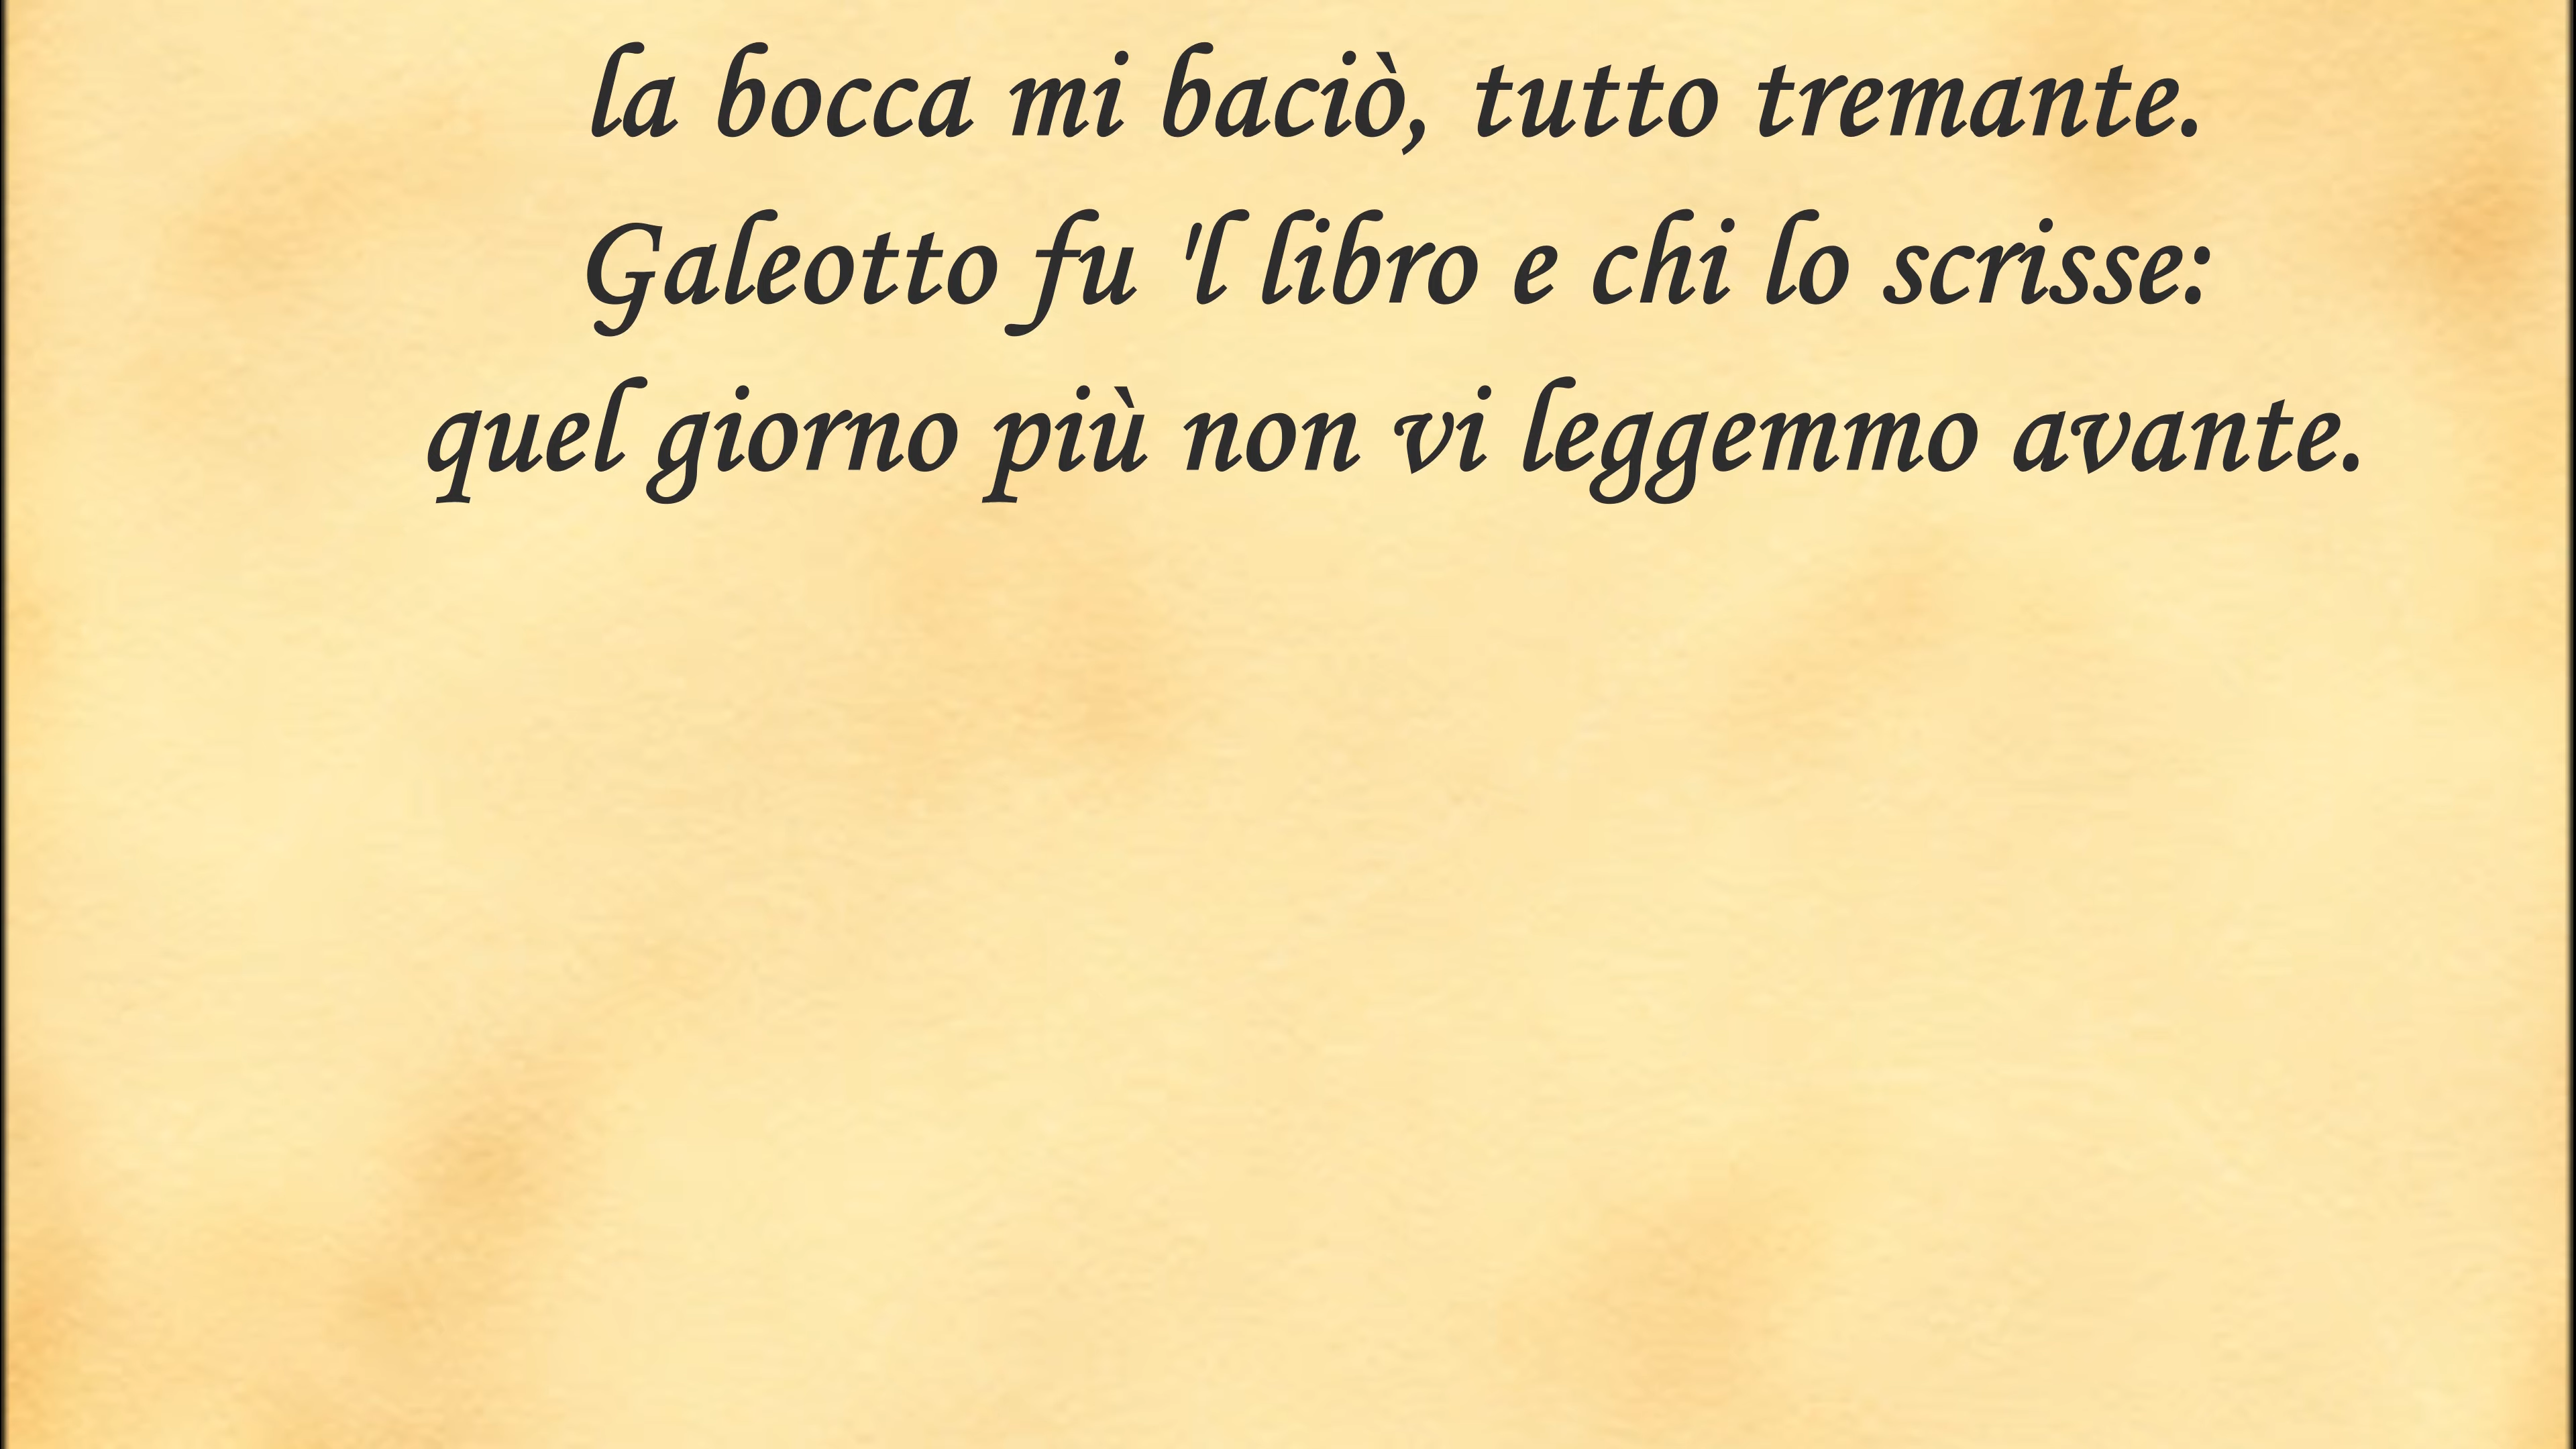 la bocca mi baciò, tutto tremante.
Galeotto fu 'l libro e chi lo scrisse:
quel giorno più non vi leggemmo avante.